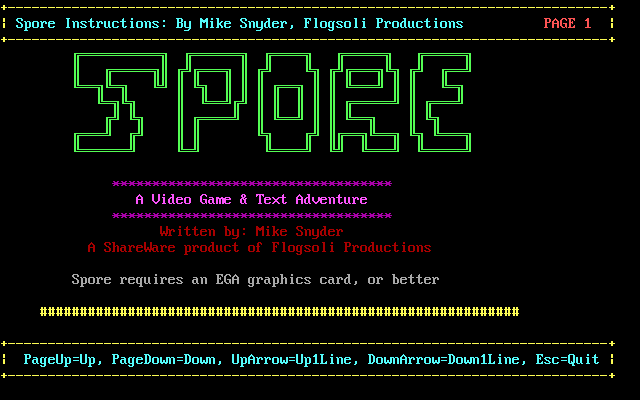 Spore Instructions: By Mike Snyder, Flogsoli Productions PAGE 1
SPORE
***********************************
A Video Game & Text Adventure
***********************************
Written by: Mike Snyder
A ShareWare product of Flogsoli Productions
Spore requires an EGA graphics card, or better
############################################################
PageUp=Up, PageDown=Down, UpArrow=Up1Line, DownArrow=Down1Line, Esc=Quit